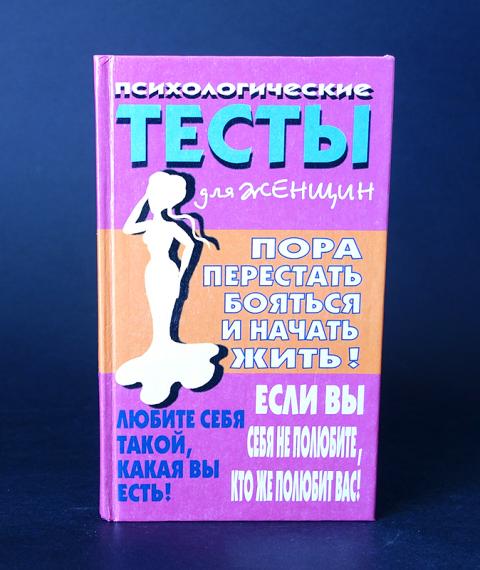 ПСИХОЛОГИЧЕСКИЕ
ТЕСТЫ
для ЖЕНЩИН
ПОРА
ПЕРЕСТАТЬ
БОЯТЬСЯ
И НАЧАТЬ
ЖИТЬ!
ЛЮБИТЕ СЕБЯ
ТАКОЙ,
КАКАЯ ВЫ
ЕСТЬ!
ЕСЛИ ВЫ
СЕБЯ НЕ ПОЛЮБИТЕ,
КТО ЖЕ ПОЛЮБИТ ВАС!